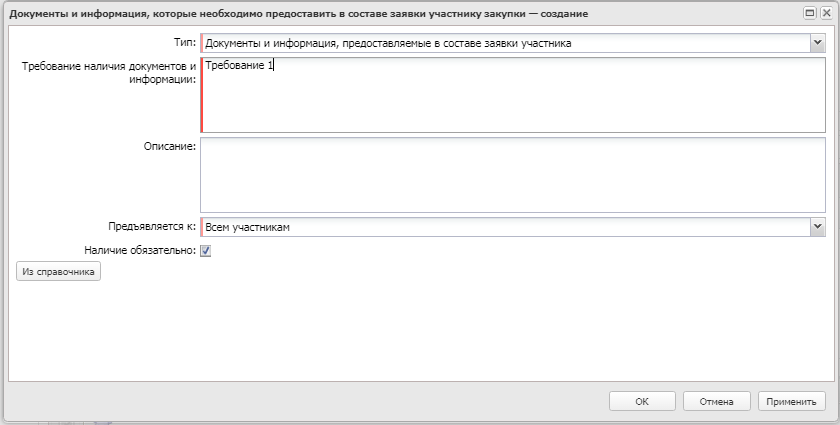 Документы и информация, которые необходимо предоставить в составе заявки участнику закупки — создание
Тип: Документы и информация, предоставляемые в составе заявки участника
Требование наличия документов и информации: Требование 1
Описание:
Предъявляется к: Всем участникам
Наличие обязательно:
Из справочника
OK Отмена Применить